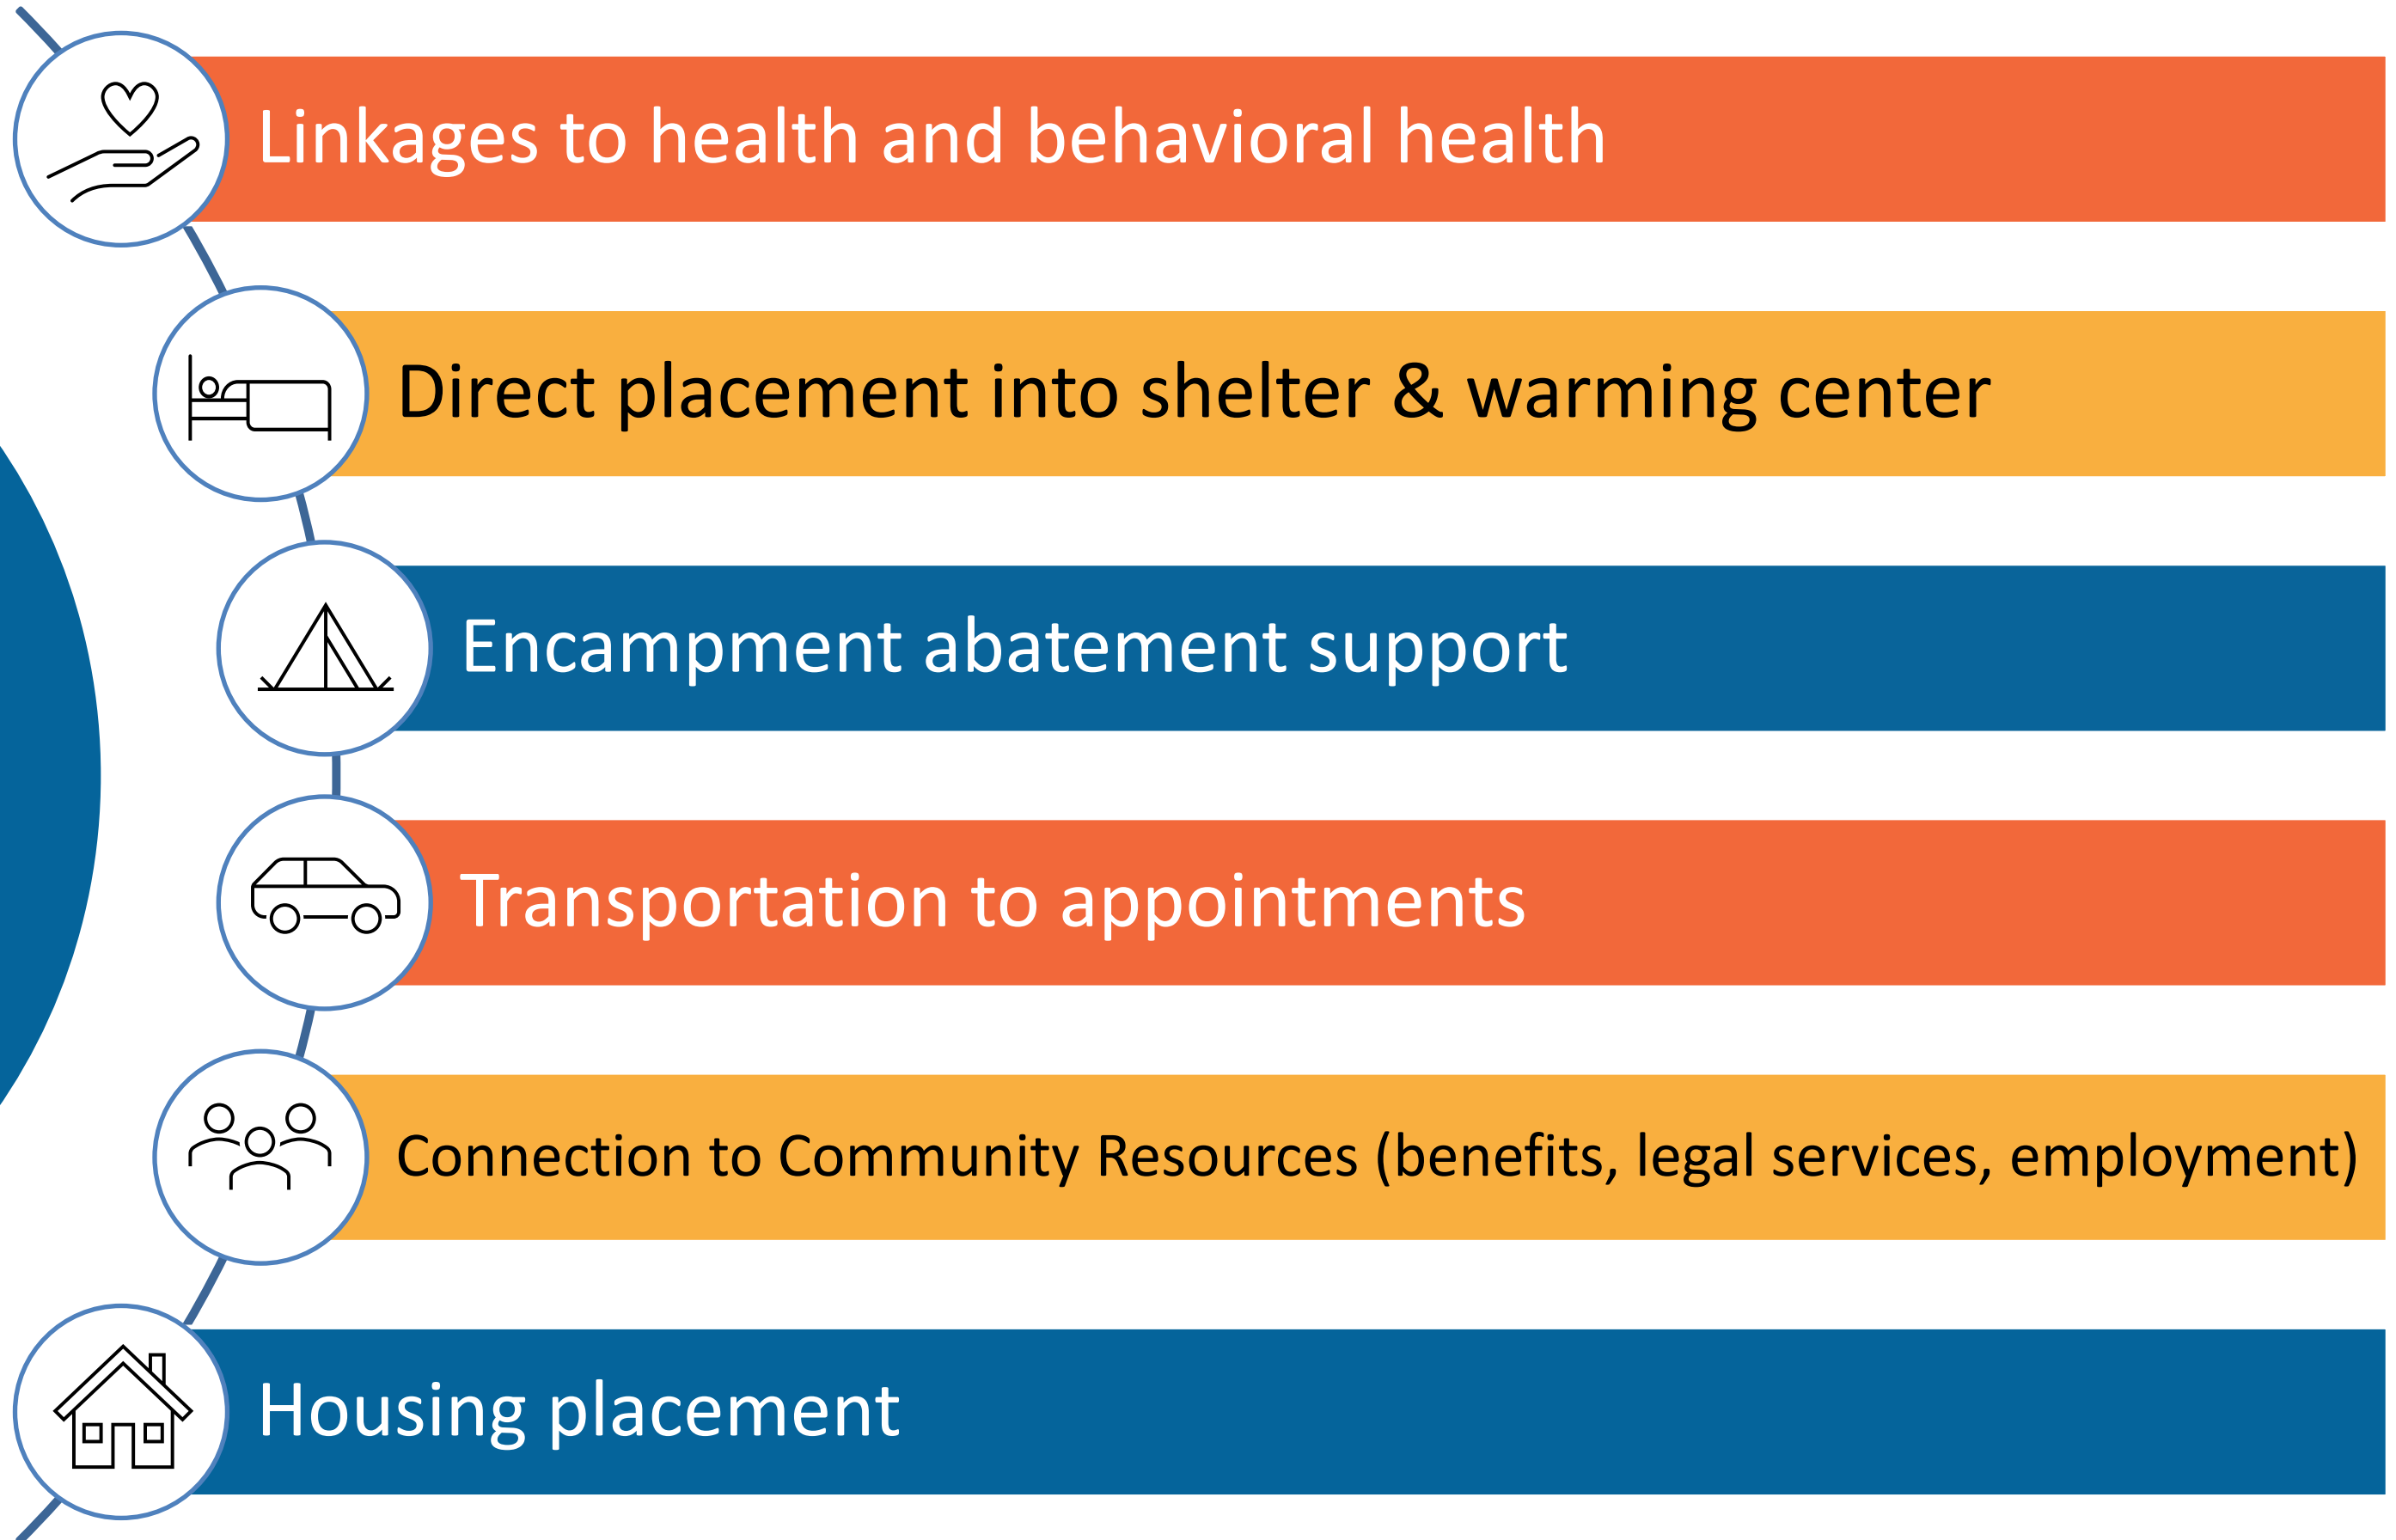 Linkages to health and behavioral health
Direct placement into shelter & warming center
Encampnent abatement support
Transportation to appointments
Connection to Community Resources (benefits, legal services, employment)
Housing placement